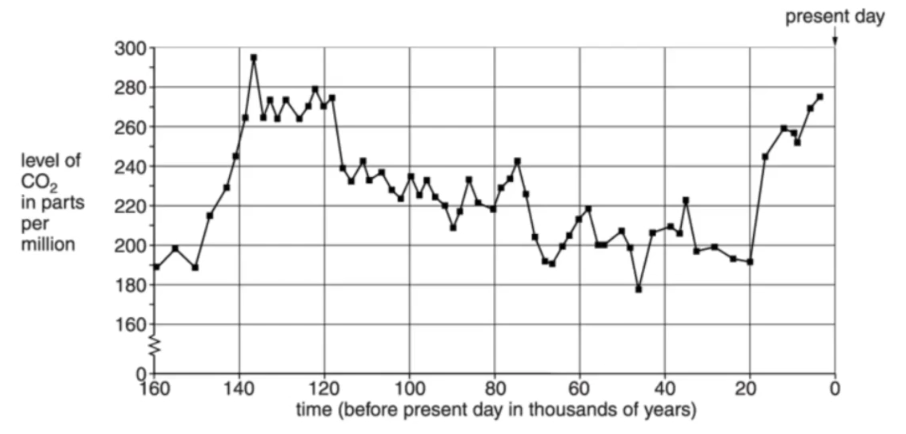 present day
300
280
260
240
220
200
180
160
0
level of
CO₂
in parts
per
million
160 140 120 100 80 60 40 20 0
time (before present day in thousands of years)